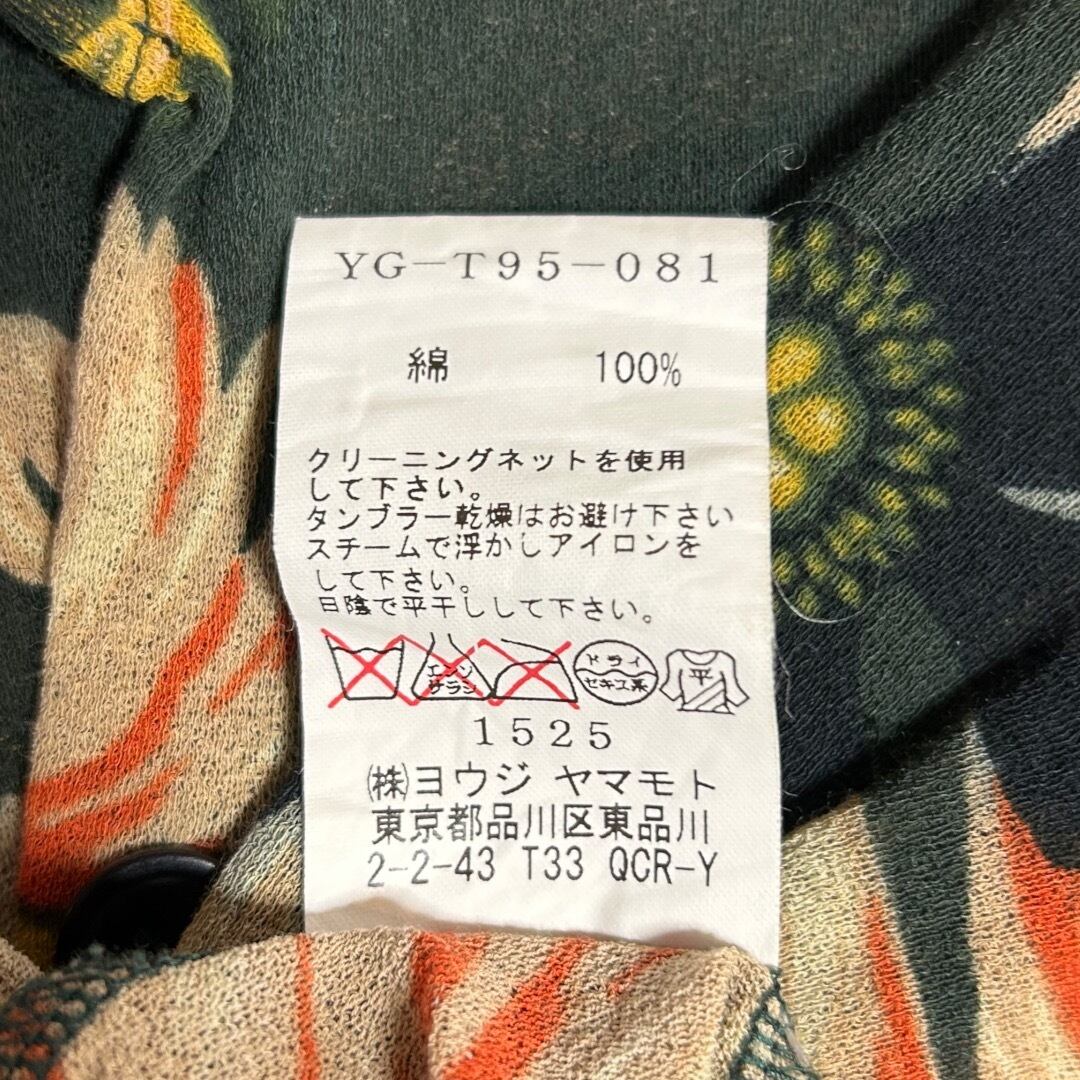 YG-T95-081
綿 100%
クリーニングネットを使用
して下さい。
タンブラー乾燥はお避け下さい
スチームで浮かしアイロンを
して下さい。
日陰で平干しして下さい。
エンソ サラシ ドライ セキユ系 平
1525
㈱ヨウジ ヤマモト
東京都品川区東品川
2-2-43 T33 QCR-Y